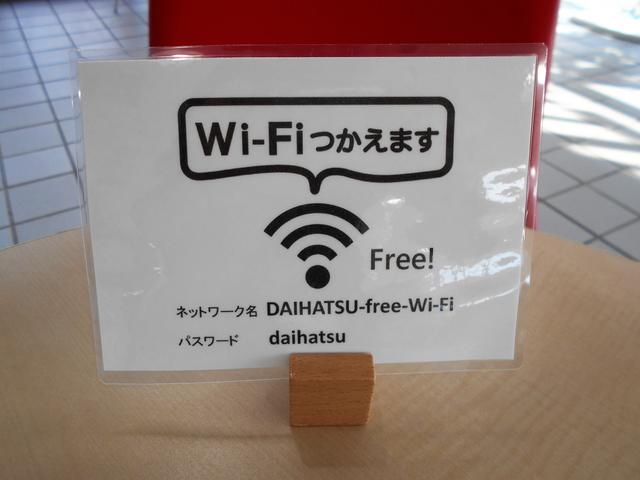 Wi-Fiつかえます
Free!
ネットワーク名 DAIHATSU-free-Wi-Fi
パスワード daihatsu